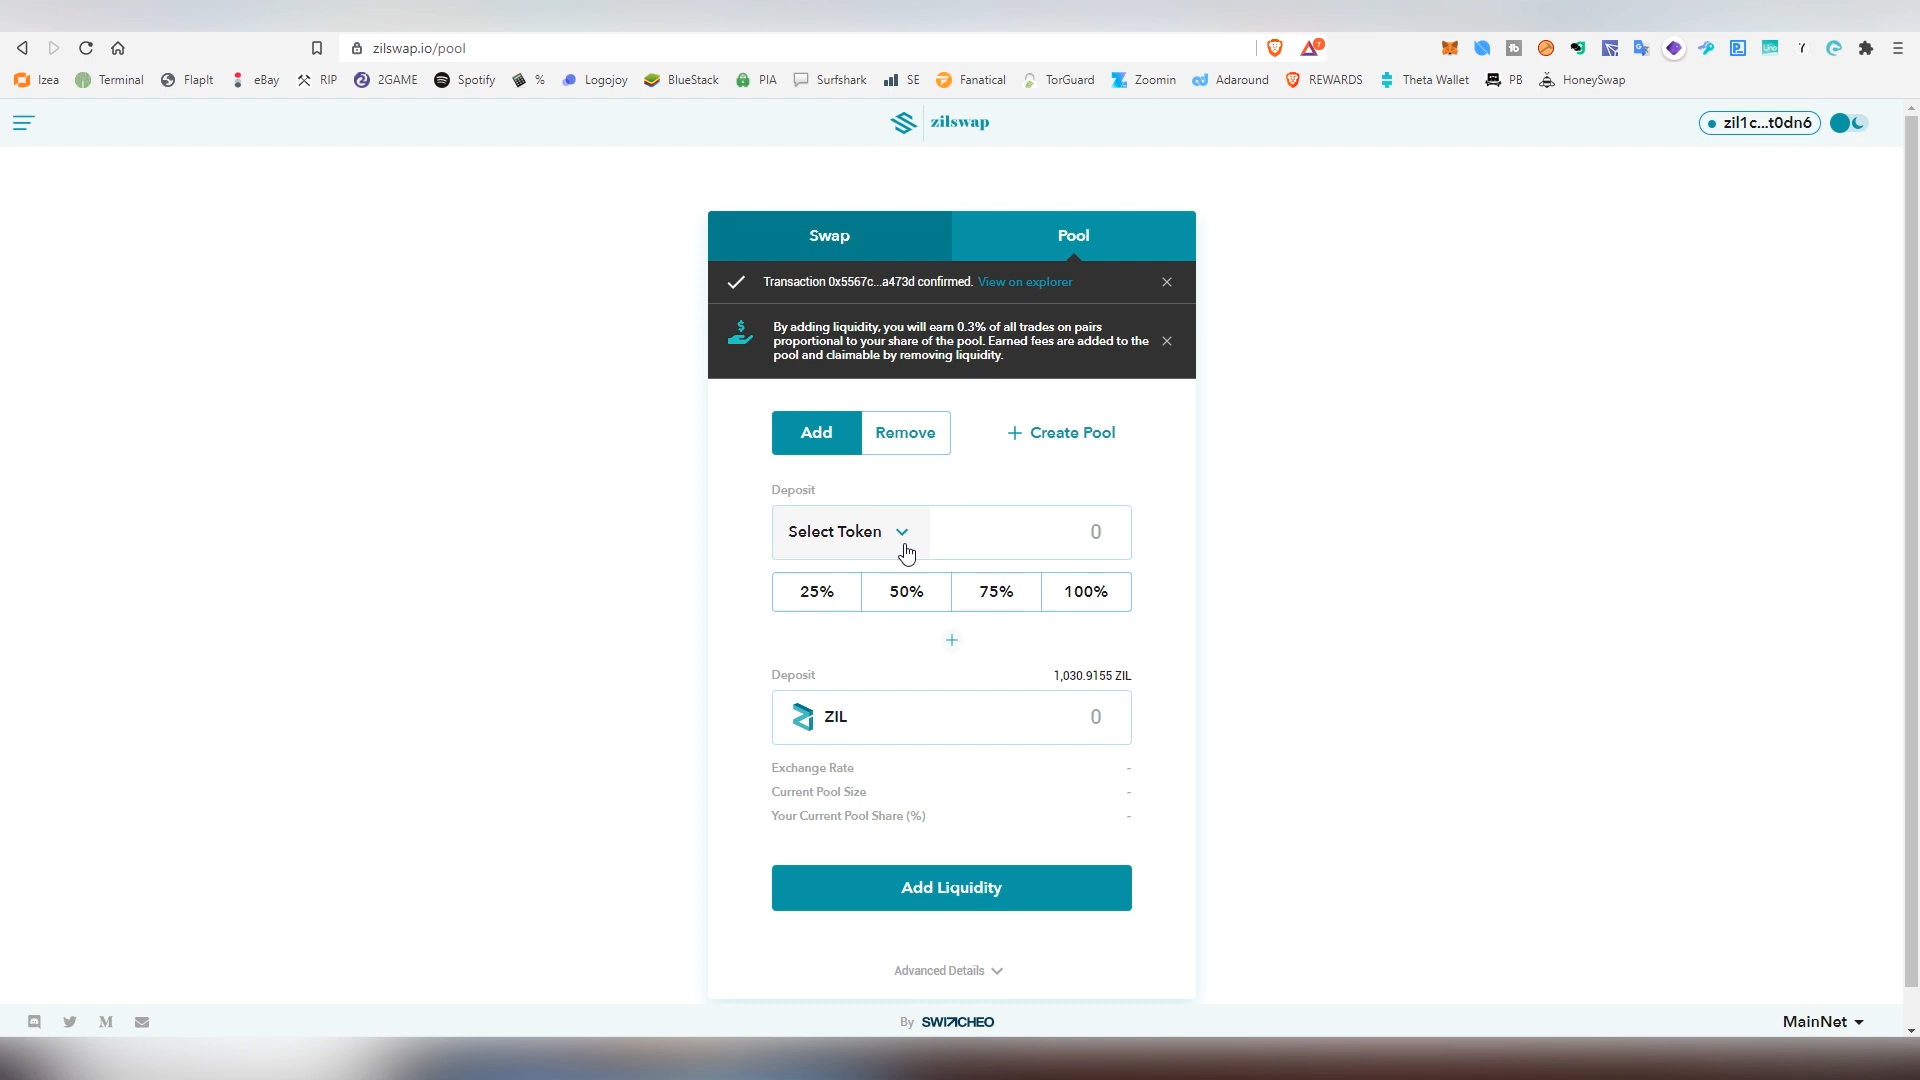 zilswap.io/pool
7
Izea Terminal FlapIt eBay RIP 2GAME Spotify % Logojoy BlueStack PIA Surfshark SE Fanatical TorGuard Zoomin Adaround REWARDS Theta Wallet PB HoneySwap
zilswap
zil1c...t0dn6
Swap Pool
Transaction 0x5567c...a473d confirmed. View on explorer
By adding liquidity, you will earn 0.3% of all trades on pairs
proportional to your share of the pool. Earned fees are added to the
pool and claimable by removing liquidity.
Add Remove + Create Pool
Deposit
Select Token 0
25% 50% 75% 100%
+
Deposit 1,030.9155 ZIL
ZIL 0
Exchange Rate -
Current Pool Size -
Your Current Pool Share (%) -
Add Liquidity
Advanced Details
By SWITCHEO
MainNet